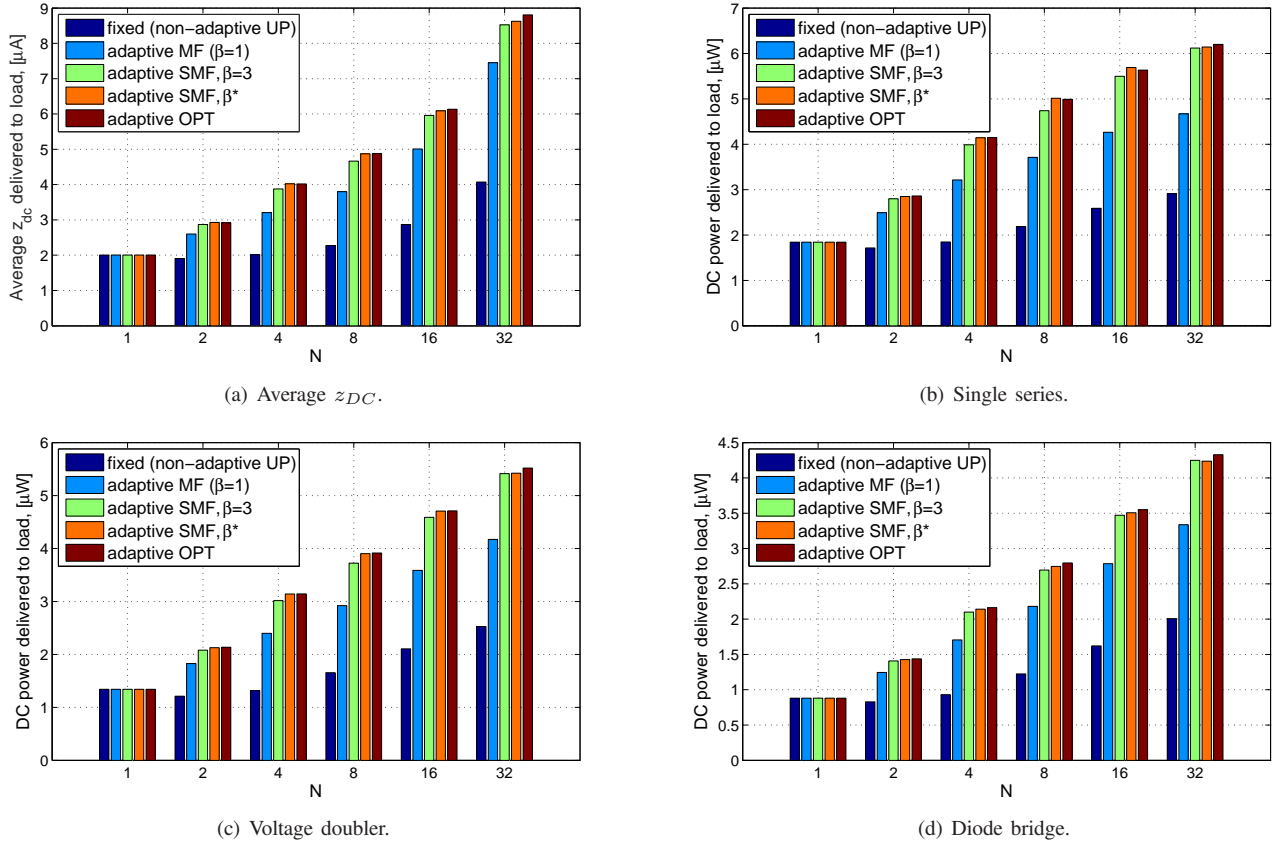 9
8
7
6
5
4
3
2
1
0
Average z_dc delivered to load, [µA]
fixed (non−adaptive UP)
adaptive MF (β=1)
adaptive SMF, β=3
adaptive SMF, β*
adaptive OPT
1 2 4 8 16 32
N
(a) Average z_DC.
7
6
5
4
3
2
1
0
DC power delivered to load, [µW]
fixed (non−adaptive UP)
adaptive MF (β=1)
adaptive SMF, β=3
adaptive SMF, β*
adaptive OPT
1 2 4 8 16 32
N
(b) Single series.
6
5
4
3
2
1
0
DC power delivered to load, [µW]
fixed (non−adaptive UP)
adaptive MF (β=1)
adaptive SMF, β=3
adaptive SMF, β*
adaptive OPT
1 2 4 8 16 32
N
(c) Voltage doubler.
4.5
4
3.5
3
2.5
2
1.5
1
0.5
0
DC power delivered to load, [µW]
fixed (non−adaptive UP)
adaptive MF (β=1)
adaptive SMF, β=3
adaptive SMF, β*
adaptive OPT
1 2 4 8 16 32
N
(d) Diode bridge.